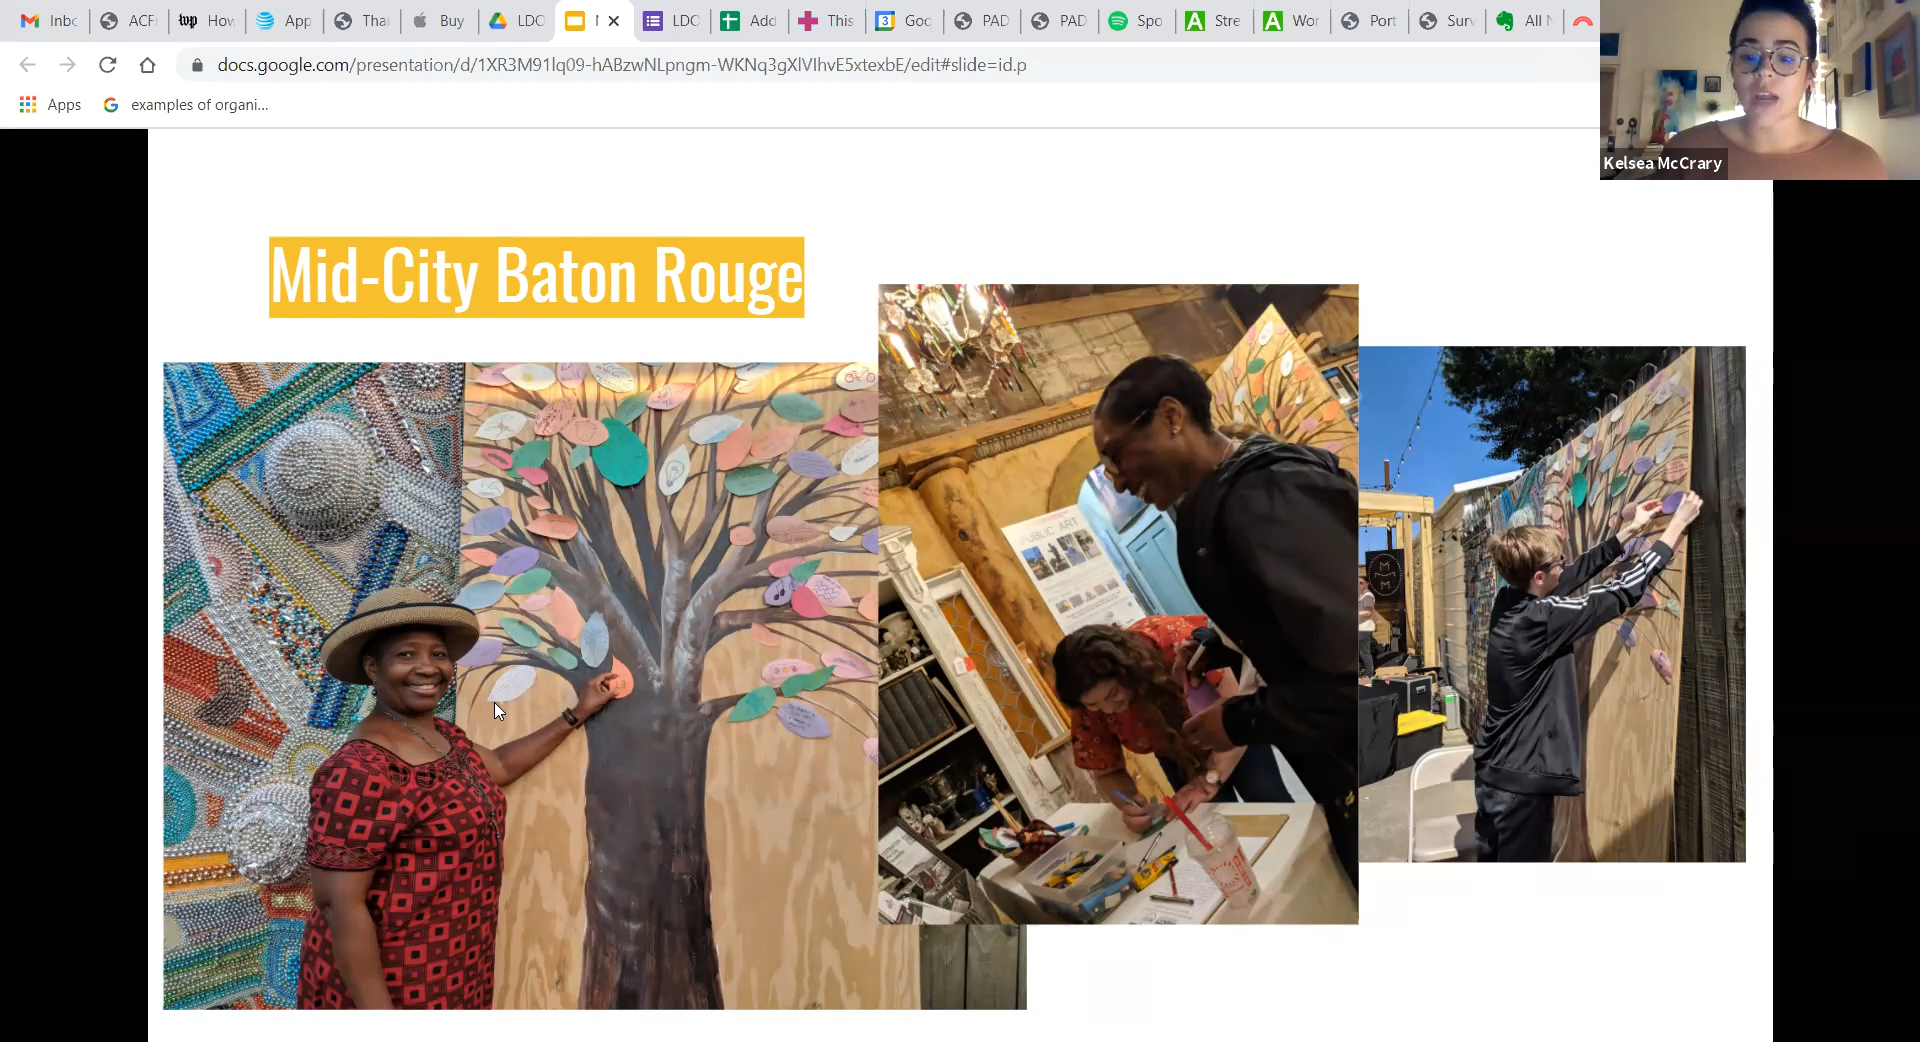 Inbc
ACF
Hov
App
Tha
Buy
LDC
LDC
Add
This
Goc
PAD
PAD
Spo
Stre
Wor
Port
Surv
All N
docs.google.com/presentation/d/1XR3M91lq09-hABzwNLpngm-WKNq3gXlVIhvE5xtexbE/edit#slide=id.p
Apps
examples of organi...
Kelsea McCrary
Mid-City Baton Rouge
PUBLIC ART